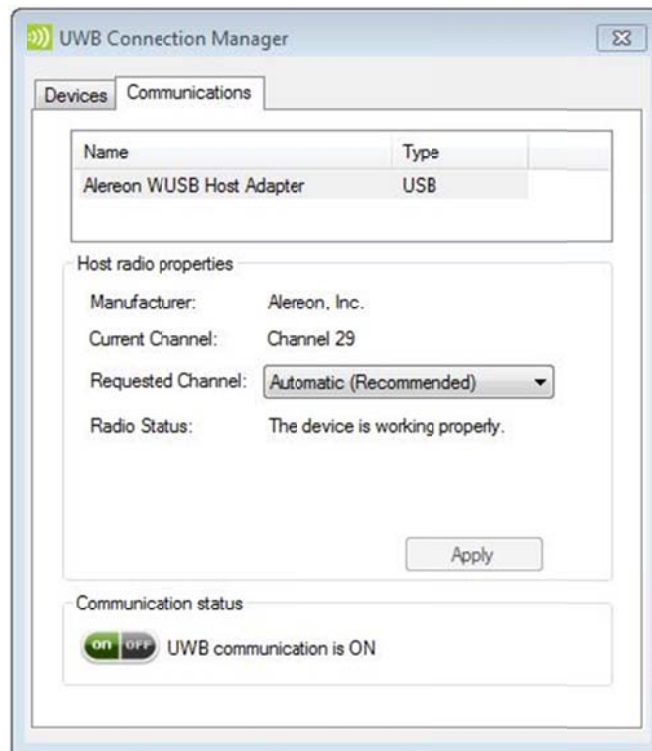 UWB Connection Manager
Devices Communications
Name Type
Alereon WUSB Host Adapter USB
Host radio properties
Manufacturer: Alereon, Inc.
Current Channel: Channel 29
Requested Channel: Automatic (Recommended)
Radio Status: The device is working properly.
Apply
Communication status
on OFF UWB communication is ON